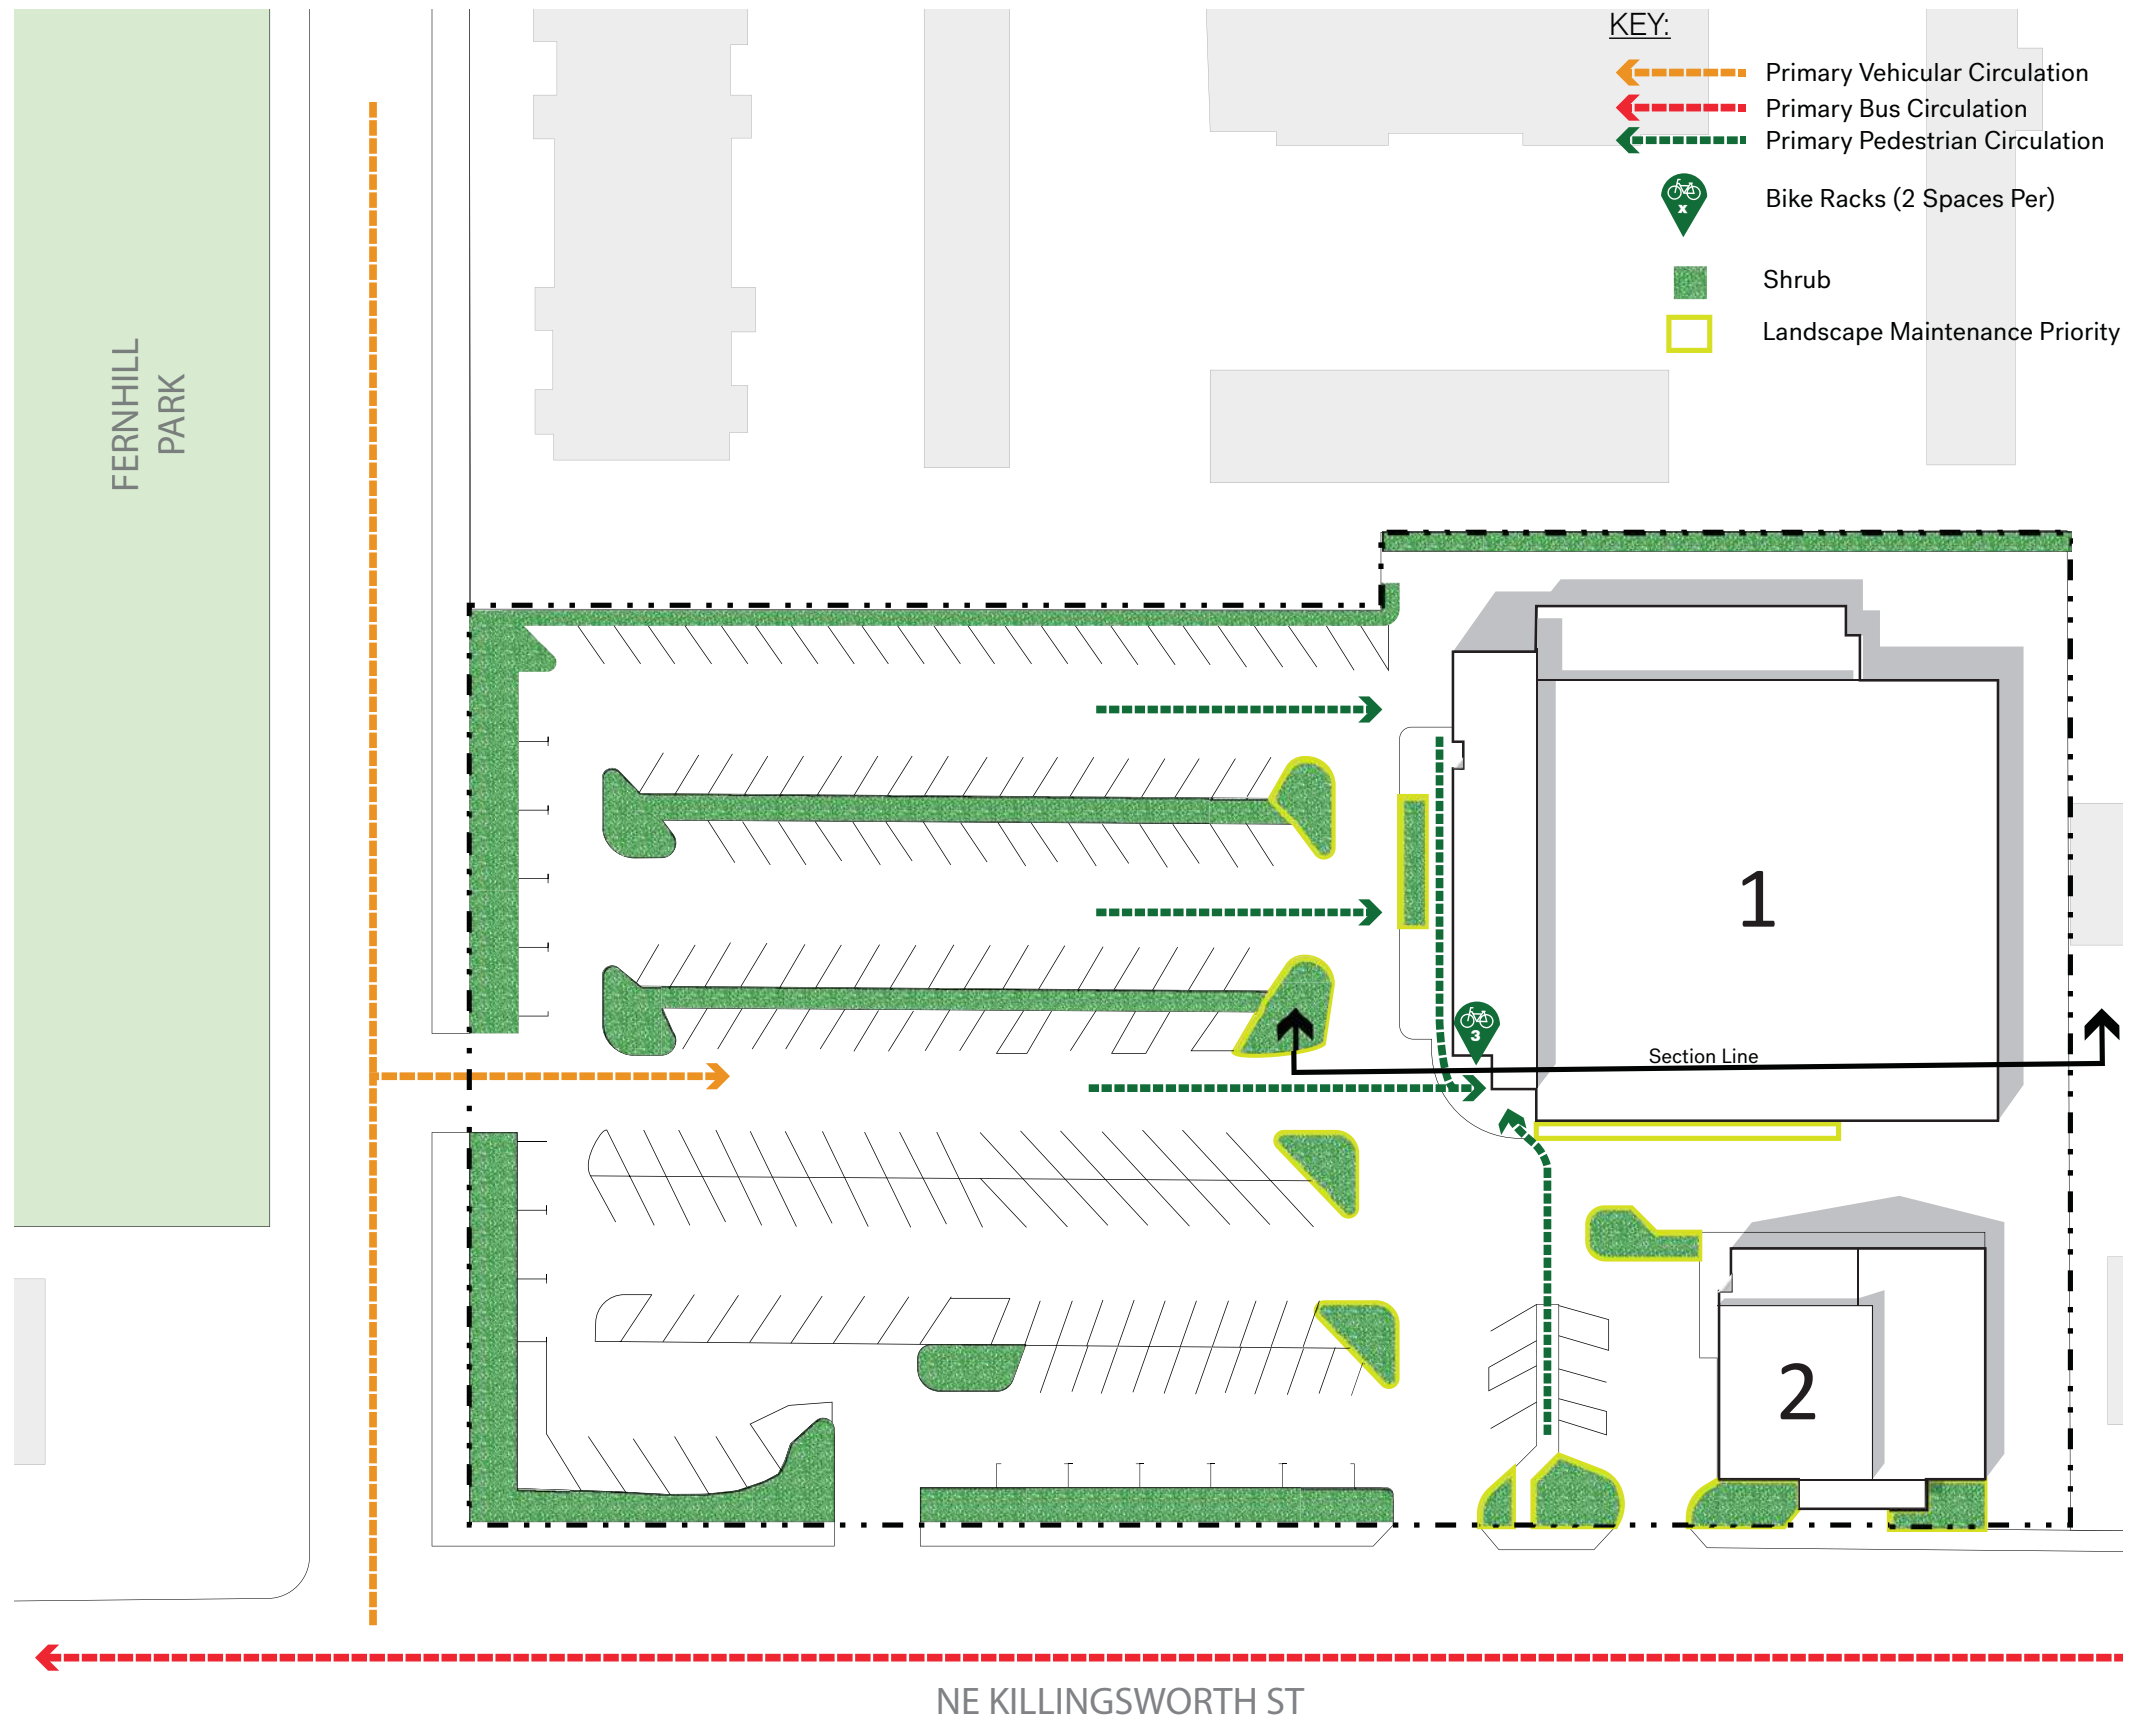 KEY:
Primary Vehicular Circulation
Primary Bus Circulation
Primary Pedestrian Circulation
x
Bike Racks (2 Spaces Per)
Shrub
Landscape Maintenance Priority
FERNHILL
PARK
1
3
Section Line
2
NE KILLINGSWORTH ST